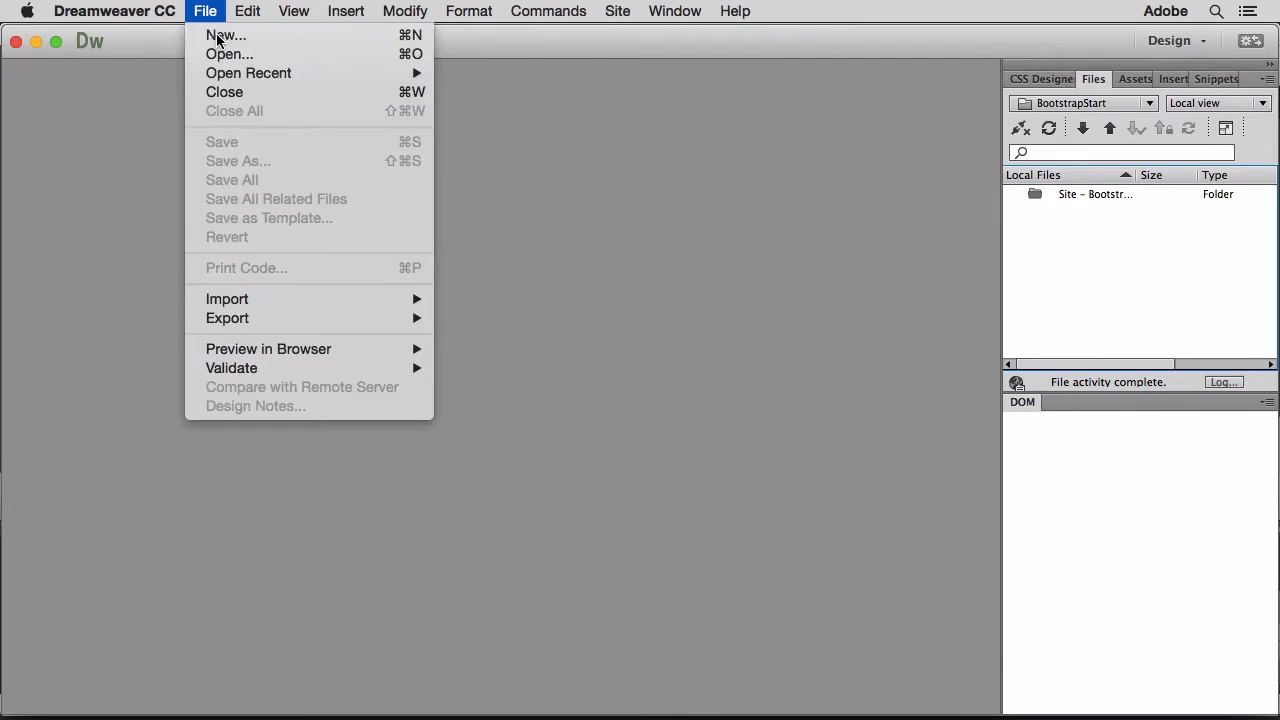 Dreamweaver CC File Edit View Insert Modify Format Commands Site Window Help Adobe
Dw Design
New... ⌘N
Open... ⌘O
Open Recent
Close ⌘W
Close All ⇧⌘W
Save ⌘S
Save As... ⇧⌘S
Save All
Save All Related Files
Save as Template...
Revert
Print Code... ⌘P
Import
Export
Preview in Browser
Validate
Compare with Remote Server
Design Notes...
CSS Designe Files Assets Insert Snippets
BootstrapStart Local view
Local Files Size Type
Site - Bootstr... Folder
File activity complete. Log...
DOM